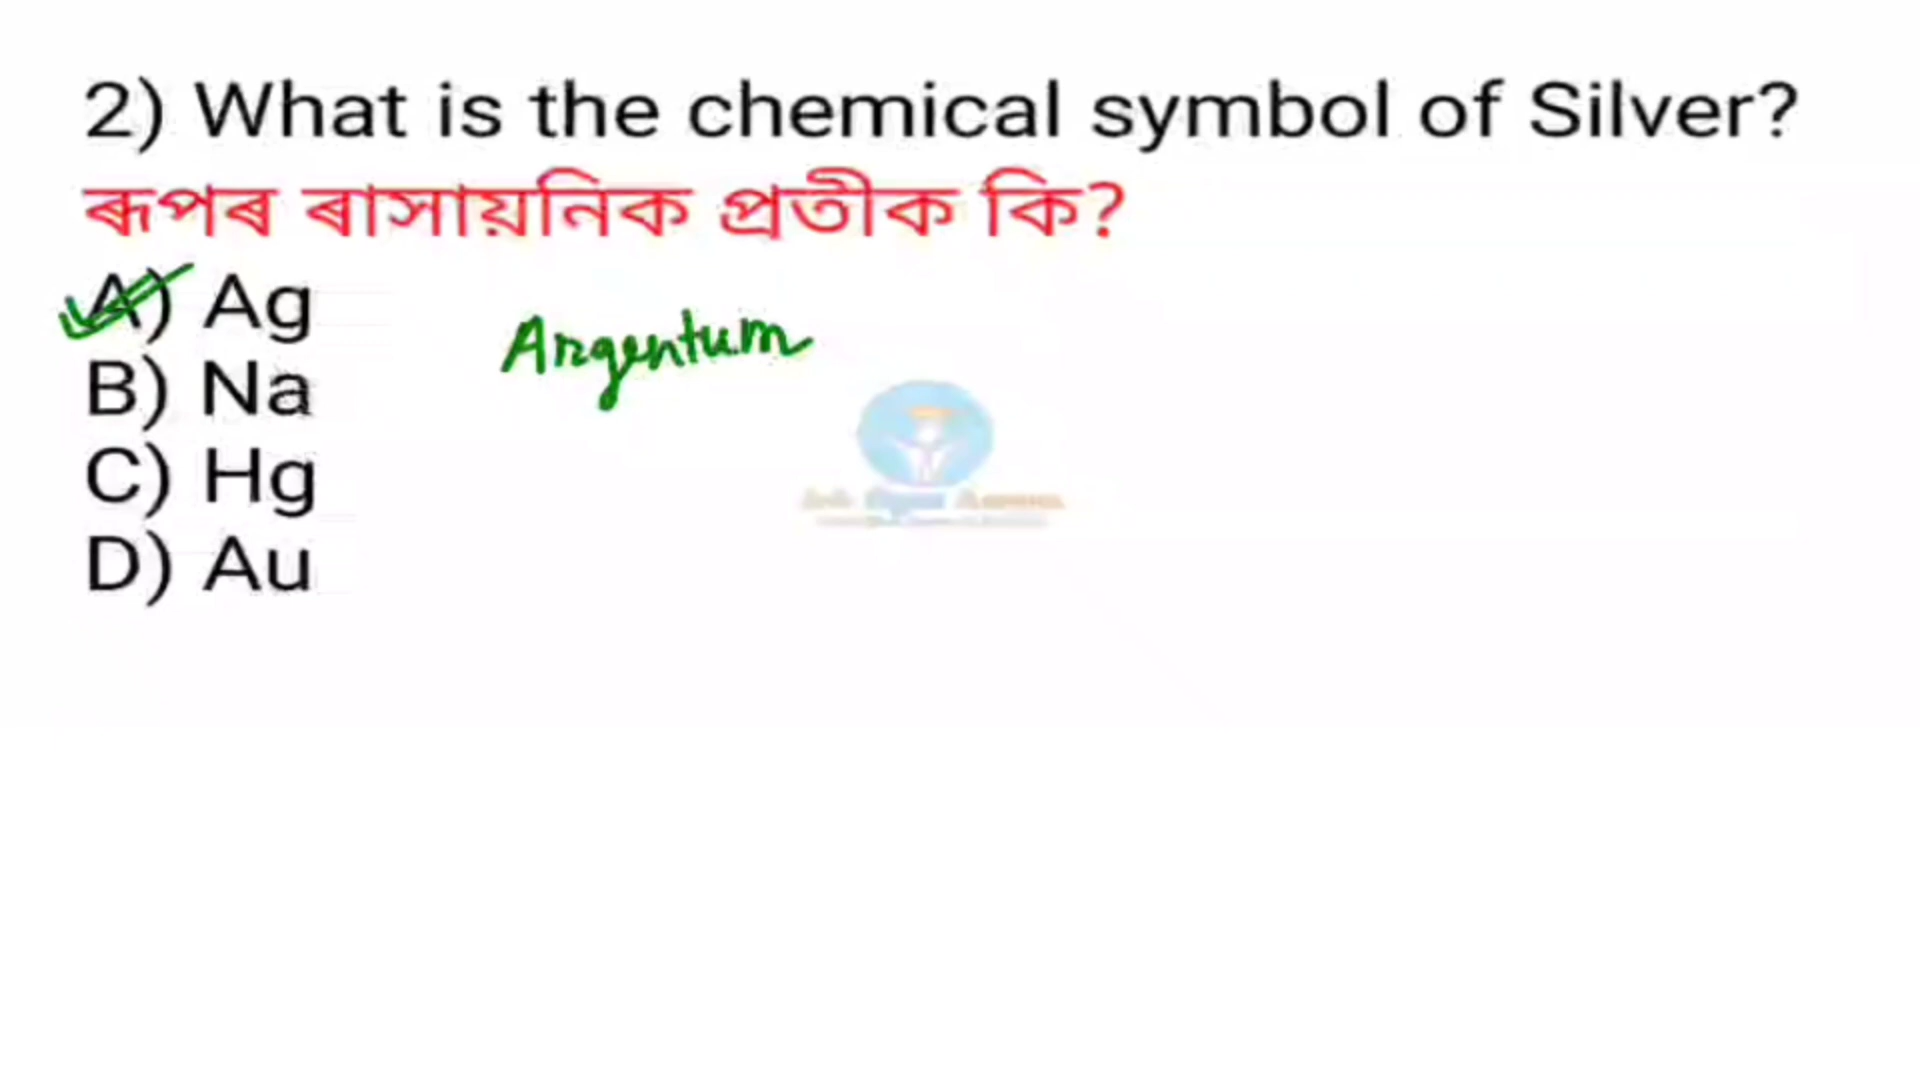 2) What is the chemical symbol of Silver?
ৰূপৰ ৰাসায়নিক প্ৰতীক কি?
A) Ag
Argentum
B) Na
C) Hg
D) Au